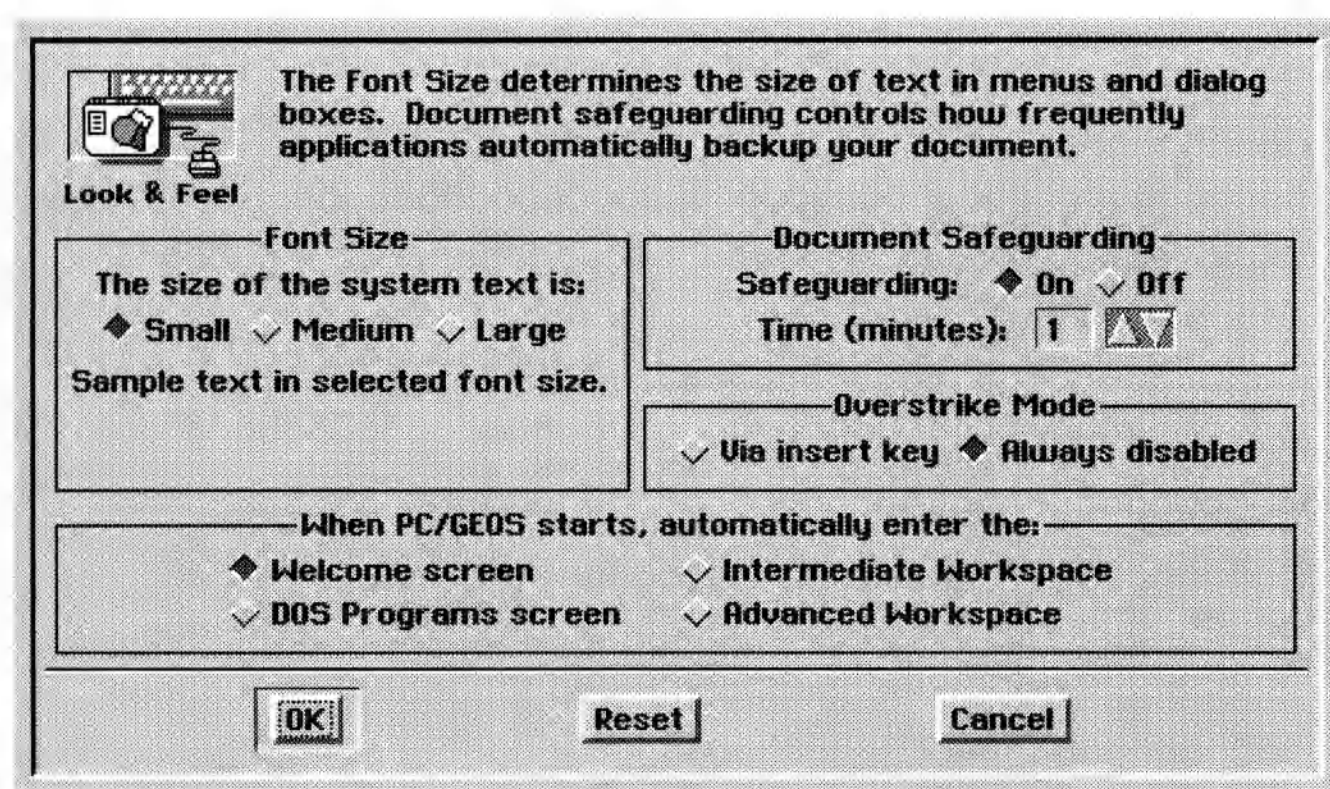 The Font Size determines the size of text in menus and dialog
boxes. Document safeguarding controls how frequently
applications automatically backup your document.
Look & Feel
Font Size
The size of the system text is:
Small Medium Large
Sample text in selected font size.
Document Safeguarding
Safeguarding: On Off
Time (minutes): 1
Overstrike Mode
Via insert key Always disabled
When PC/GEOS starts, automatically enter the:
Welcome screen Intermediate Workspace
DOS Programs screen Advanced Workspace
OK Reset Cancel